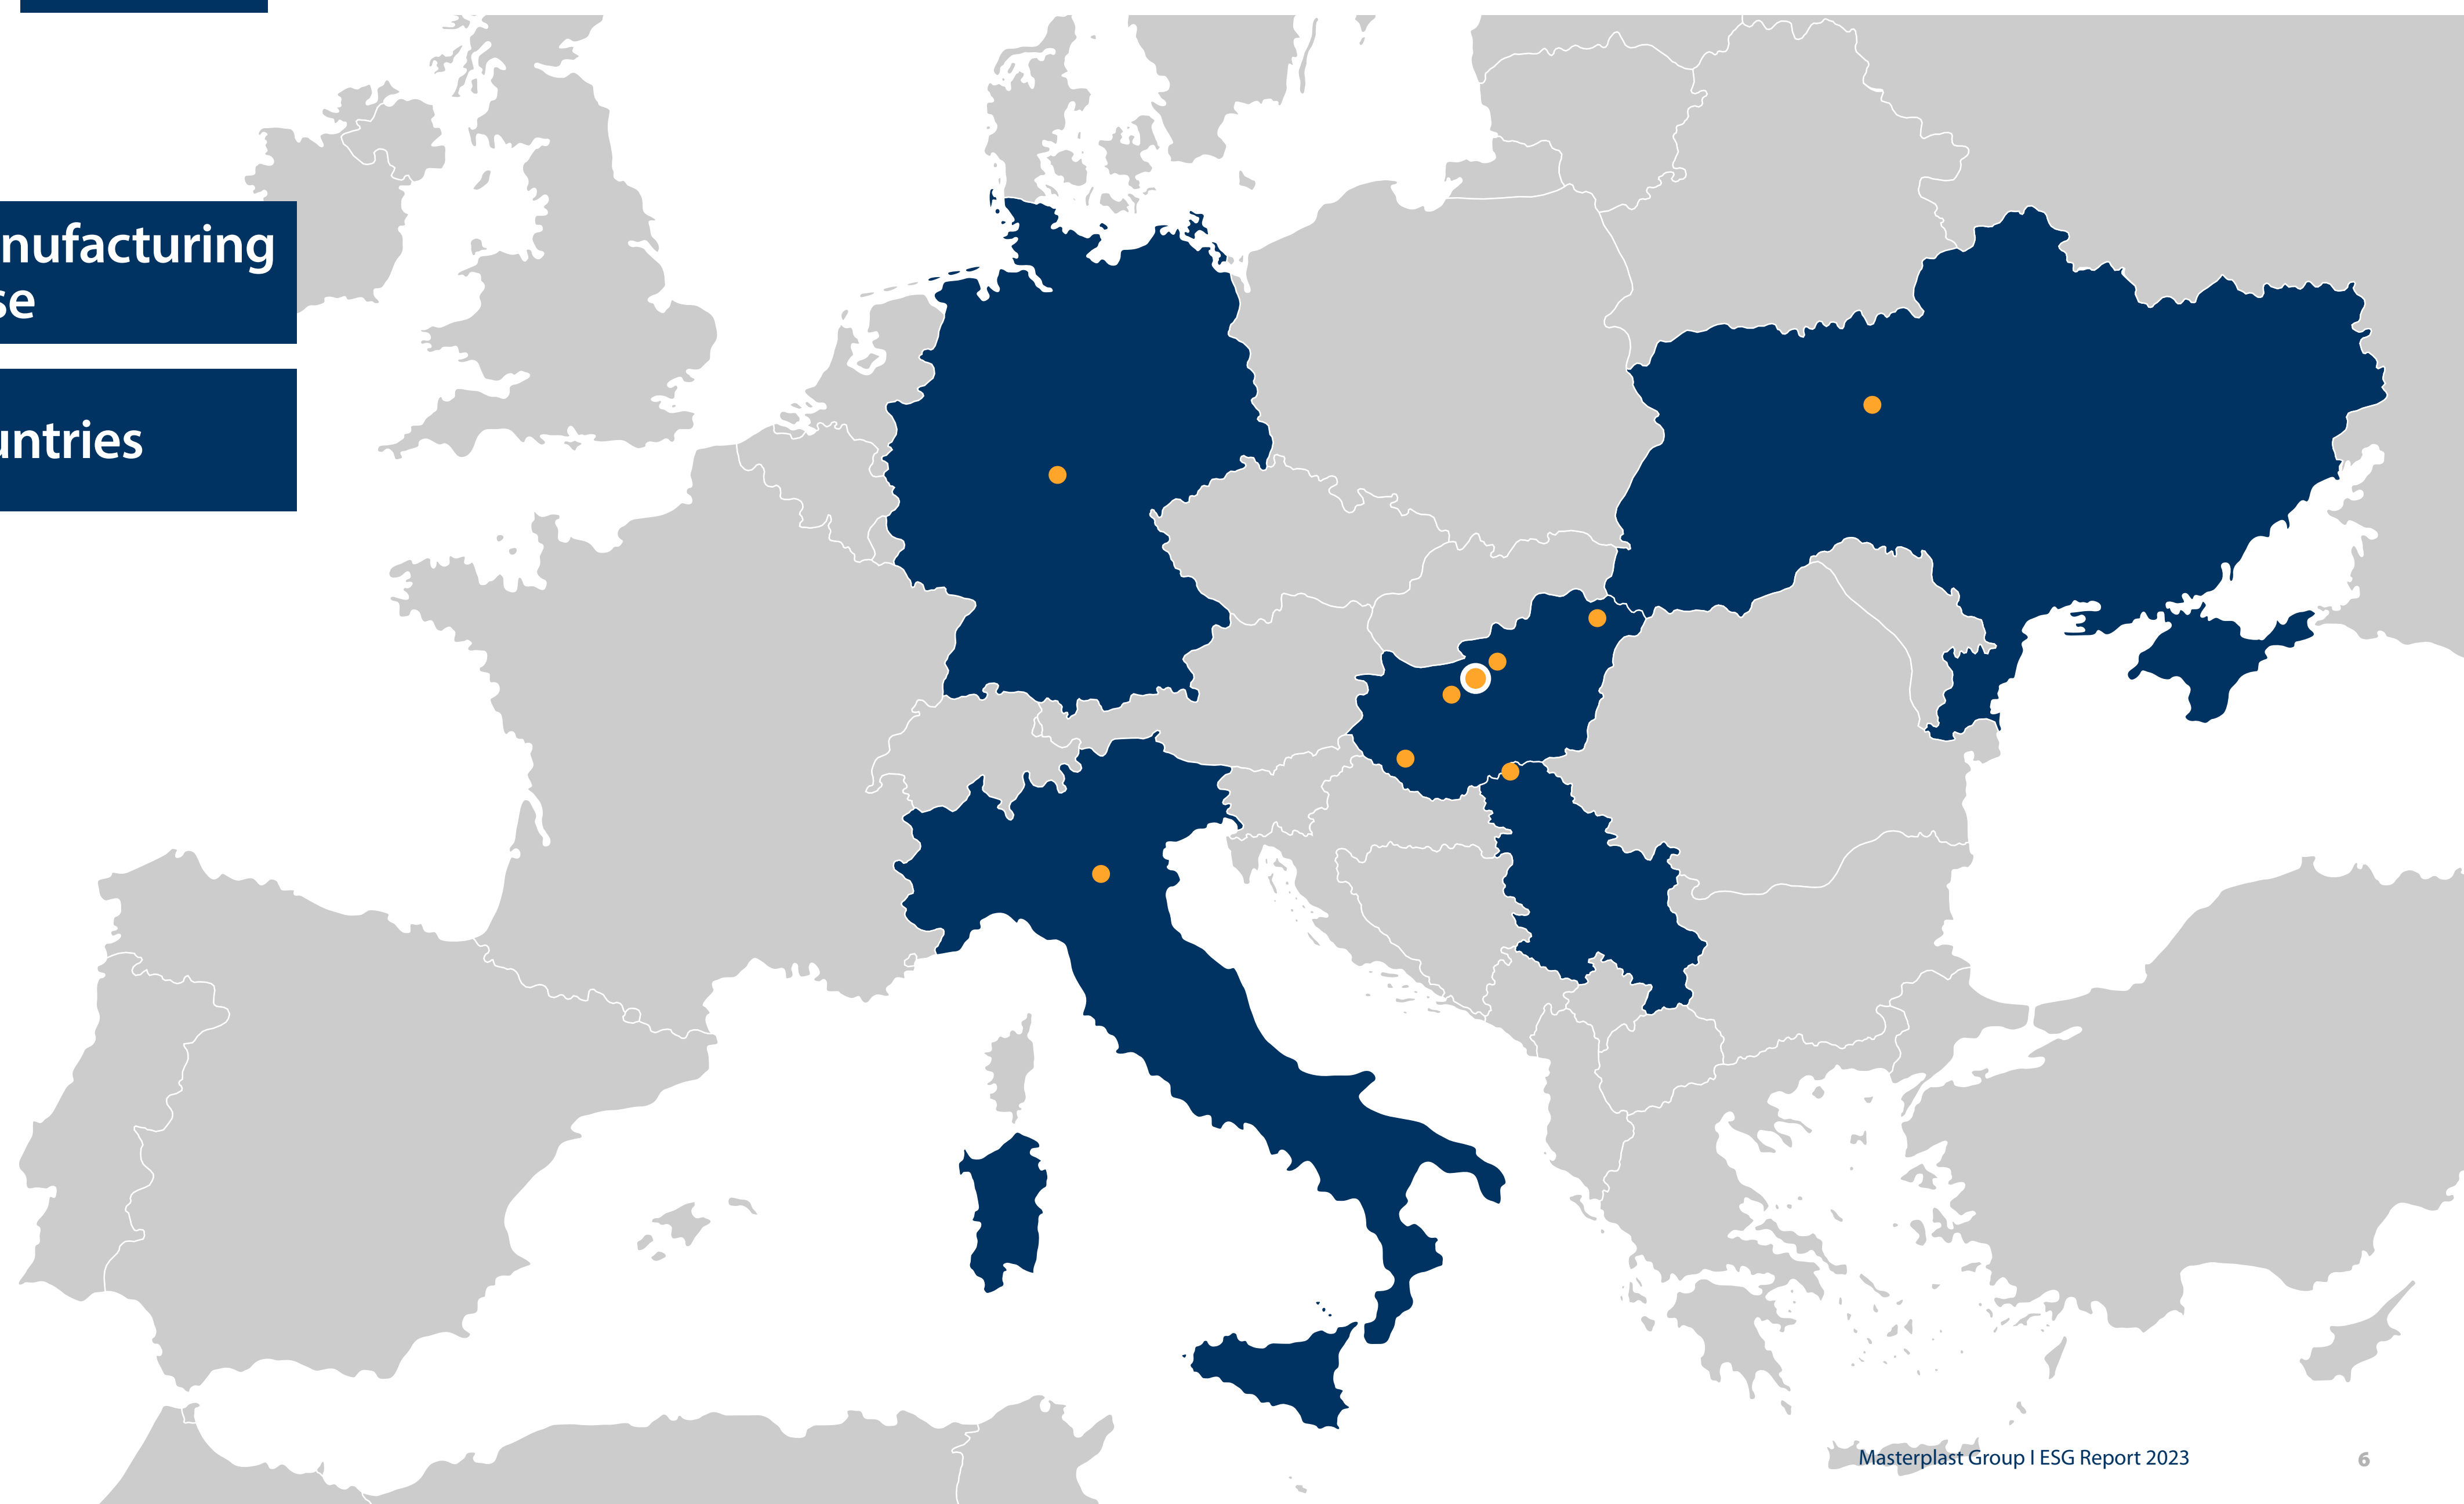 nufacturing
se
untries
Masterplast Group I ESG Report 2023
6